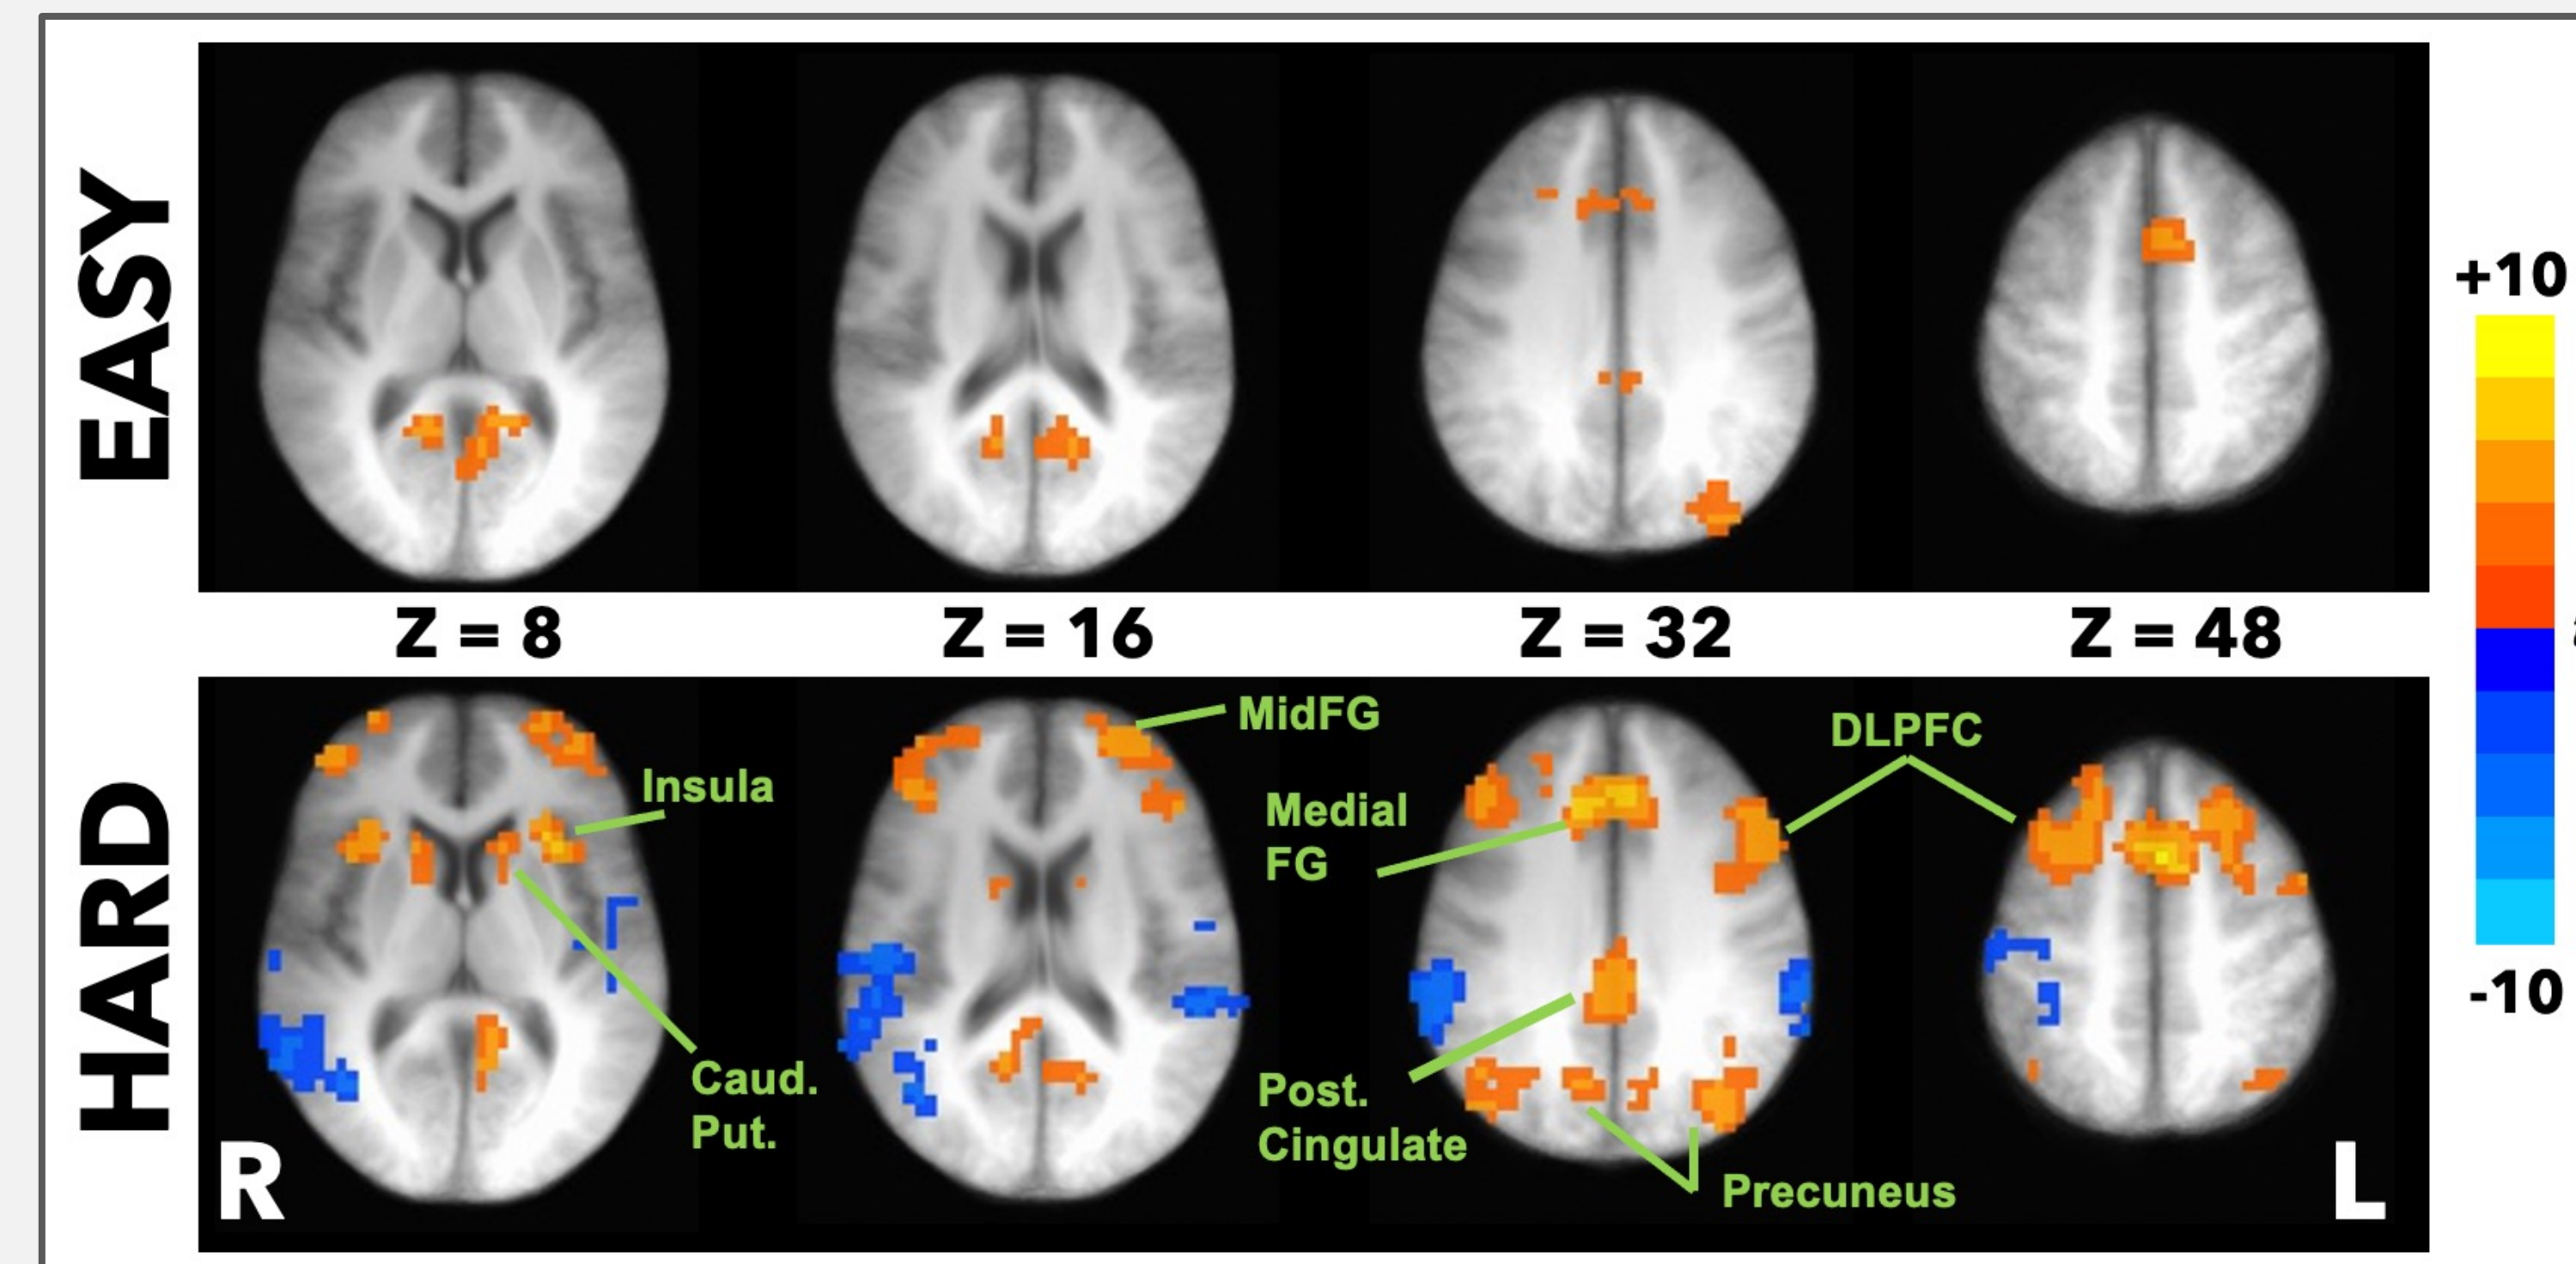 EASY
+10
Z = 8
Z = 16
Z = 32
Z = 48
HARD
MidFG
DLPFC
Insula
Medial
FG
-10
Caud.
Put.
Post.
Cingulate
Precuneus
R
L